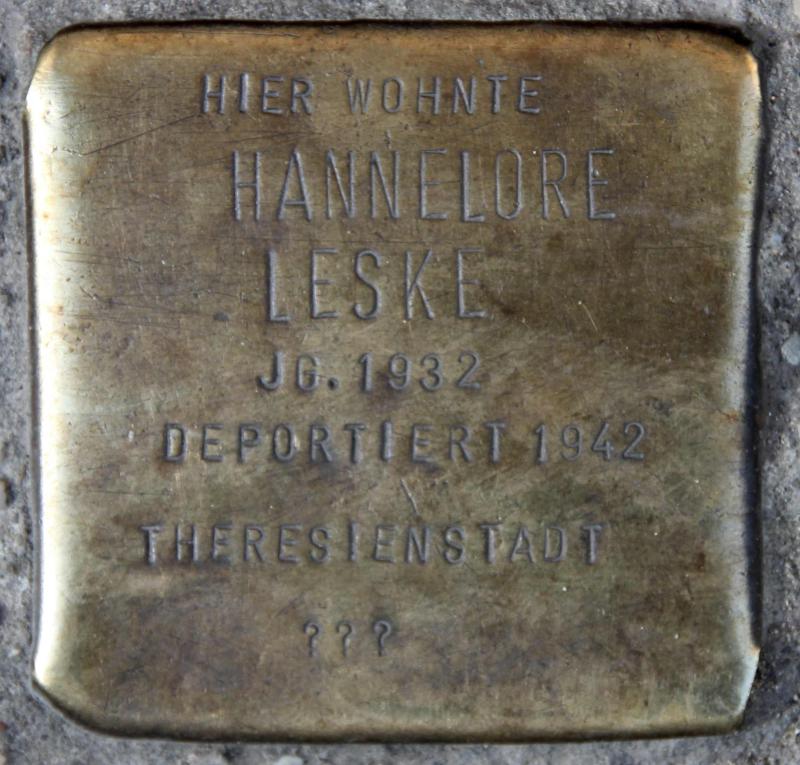 HIER WOHNTE
HANNELORE
LESKE
JG. 1932
DEPORTIERT 1942
THERESIENSTADT
???